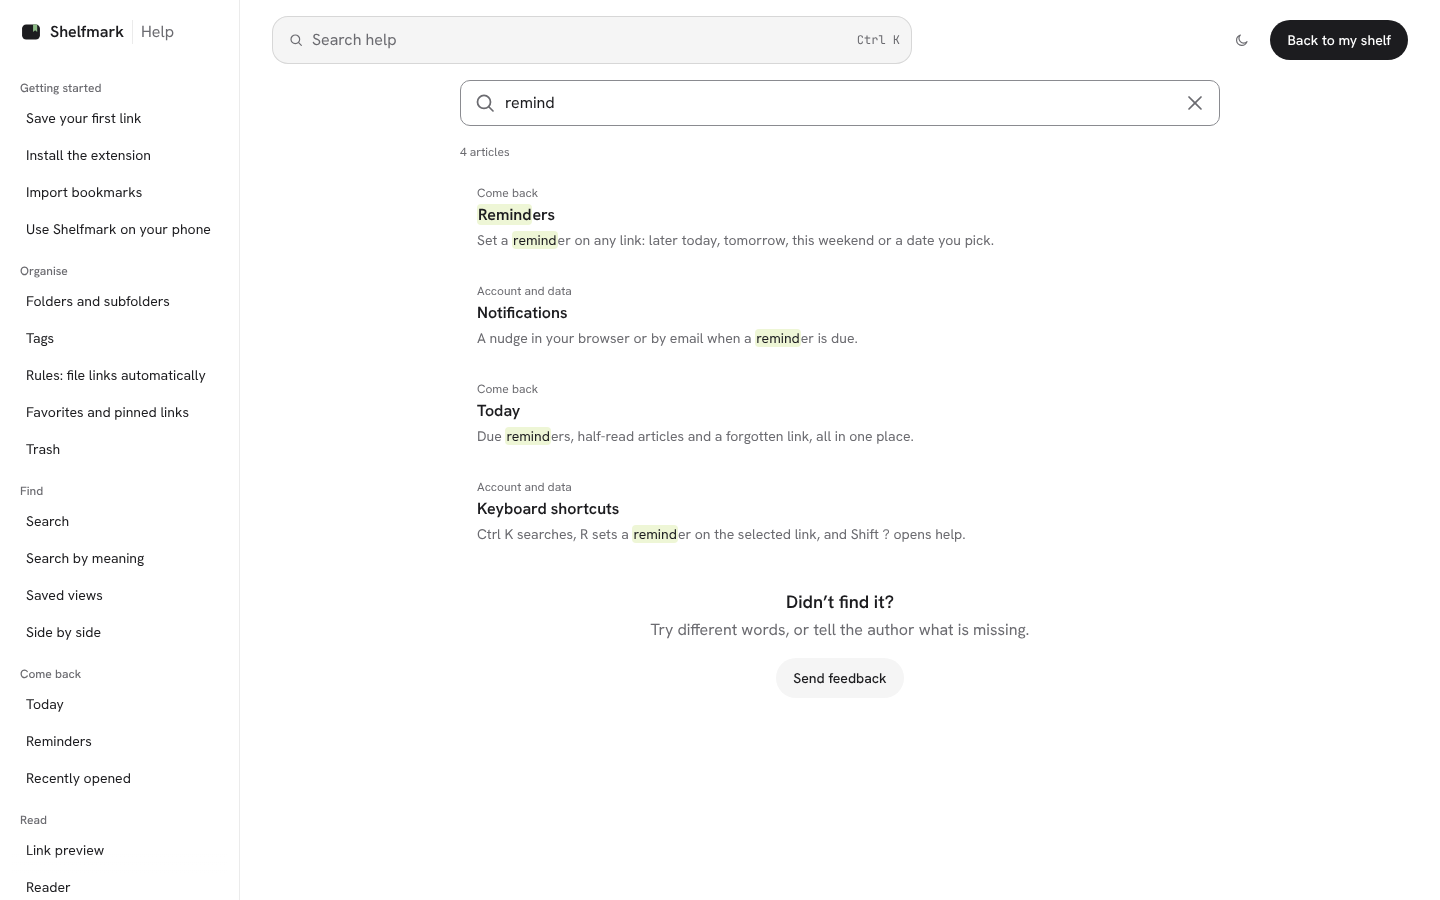 Shelfmark Help
Getting started
Save your first link
Install the extension
Import bookmarks
Use Shelfmark on your phone
Organise
Folders and subfolders
Tags
Rules: file links automatically
Favorites and pinned links
Trash
Find
Search
Search by meaning
Saved views
Side by side
Come back
Today
Reminders
Recently opened
Read
Link preview
Reader
Search help Ctrl K
Back to my shelf
remind
4 articles
Come back
Reminders
Set a reminder on any link: later today, tomorrow, this weekend or a date you pick.
Account and data
Notifications
A nudge in your browser or by email when a reminder is due.
Come back
Today
Due reminders, half-read articles and a forgotten link, all in one place.
Account and data
Keyboard shortcuts
Ctrl K searches, R sets a reminder on the selected link, and Shift ? opens help.
Didn’t find it?
Try different words, or tell the author what is missing.
Send feedback